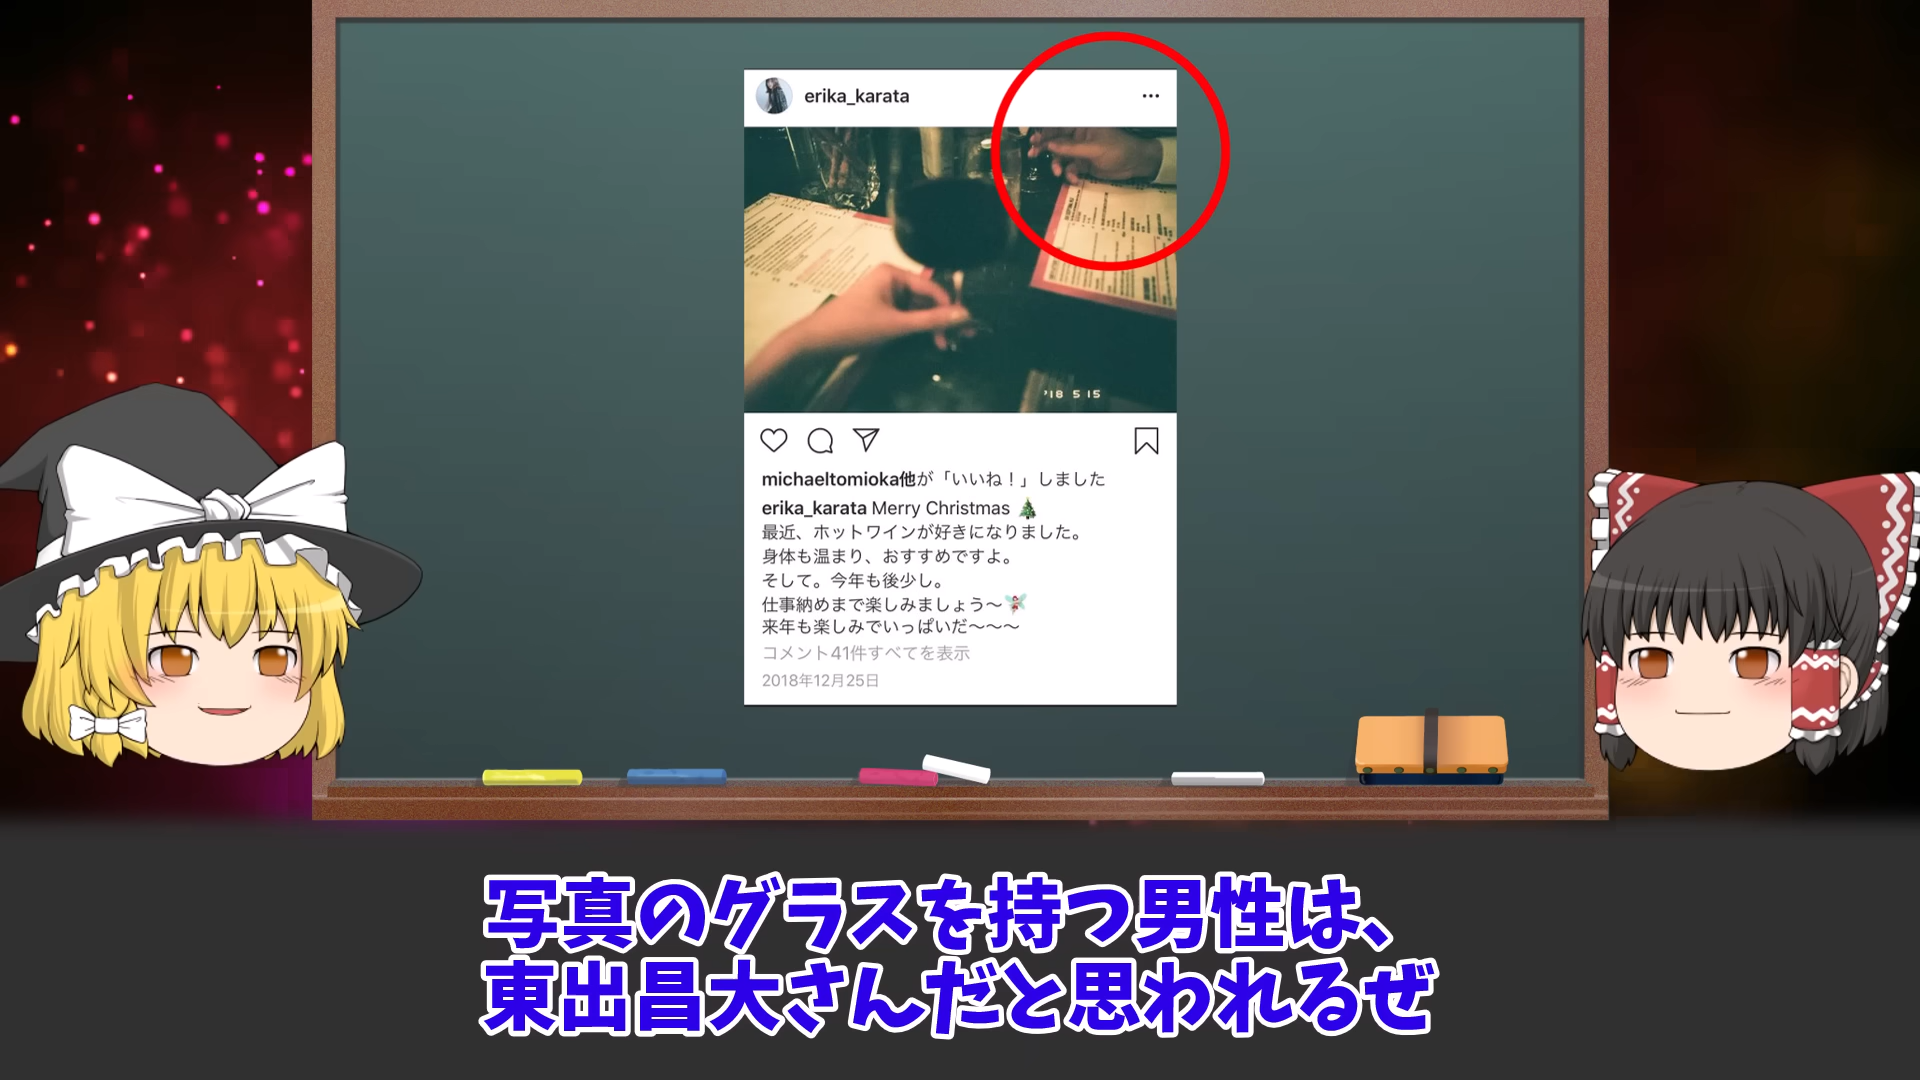 erika_karata
'18 5 15
michaeltomioka他が「いいね！」しました
erika_karata Merry Christmas 🎄
最近、ホットワインが好きになりました。
身体も温まり、おすすめですよ。
そして。今年も後少し。
仕事納めまで楽しみましょう〜🧚
来年も楽しみでいっぱいだ〜〜〜
コメント41件すべてを表示
2018年12月25日
写真のグラスを持つ男性は、
東出昌大さんだと思われるぜ